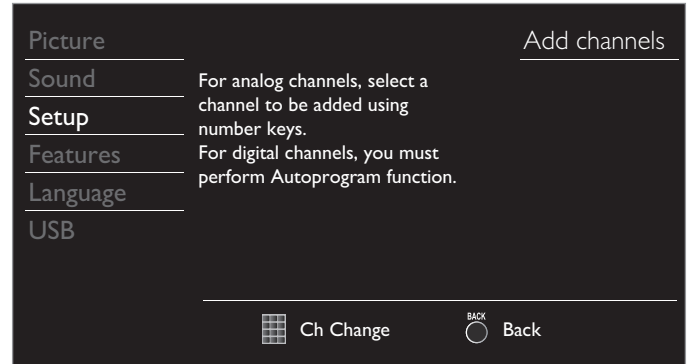 Picture
Sound
Setup
Features
Language
USB
Add channels
For analog channels, select a
channel to be added using
number keys.
For digital channels, you must
perform Autoprogram function.
Ch Change
BACK
Back